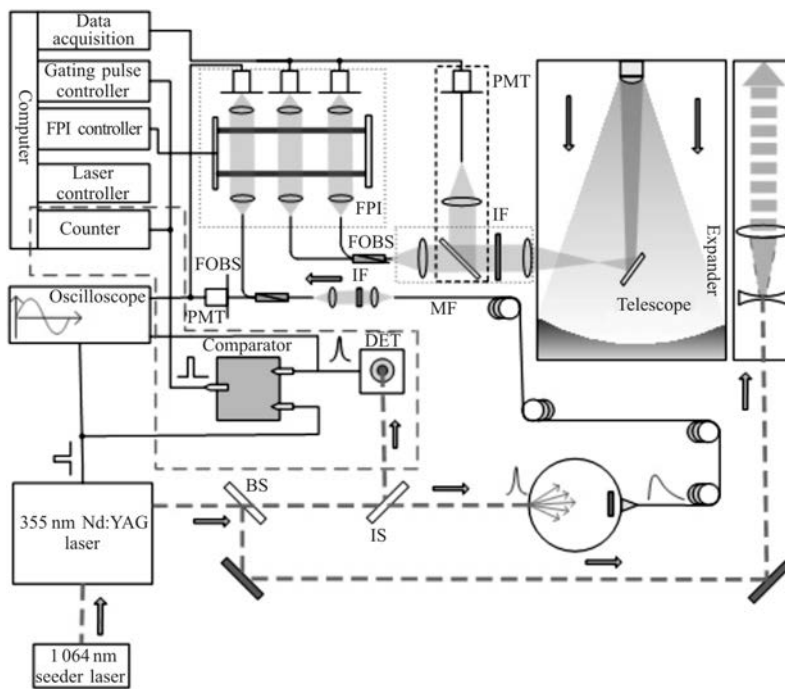 Data
acquisition
Gating pulse
controller
FPI controller
Laser
controller
Counter
Computer
PMT
FPI
IF
FOBS
FOBS
IF
MF
PMT
Oscilloscope
Comparator
DET
Telescope
Expander
BS
IS
355 nm Nd:YAG
laser
1 064 nm
seeder laser